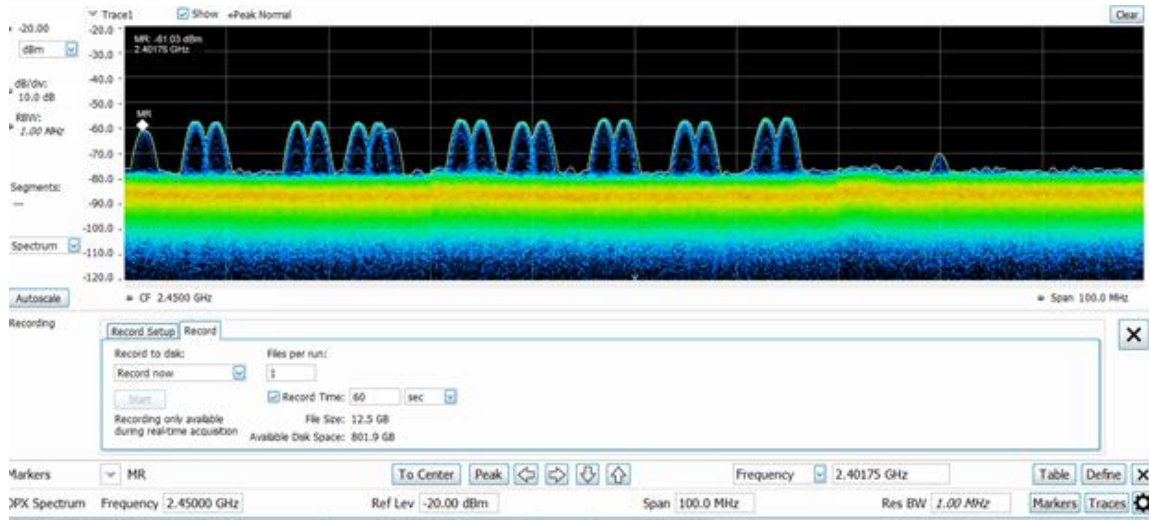 Trace1 Show +Peak Normal Clear
-20.00
dBm
dB/div:
10.0 dB
RBW:
1.00 MHz
Segments:
---
Spectrum
Autoscale
-20.0
-30.0
-40.0
-50.0
-60.0
-70.0
-80.0
-90.0
-100.0
-110.0
-120.0
MR: -61.03 dBm
2.40175 GHz
MR
CF 2.4500 GHz Span 100.0 MHz
Recording
Record Setup Record
Record to disk: Files per run:
Record now 1
Start Record Time: 60 sec
Recording only available
during real-time acquisition
File Size: 12.5 GB
Available Disk Space: 801.9 GB
Markers MR To Center Peak Frequency 2.40175 GHz Table Define X
DPX Spectrum Frequency 2.45000 GHz Ref Lev -20.00 dBm Span 100.0 MHz Res BW 1.00 MHz Markers Traces